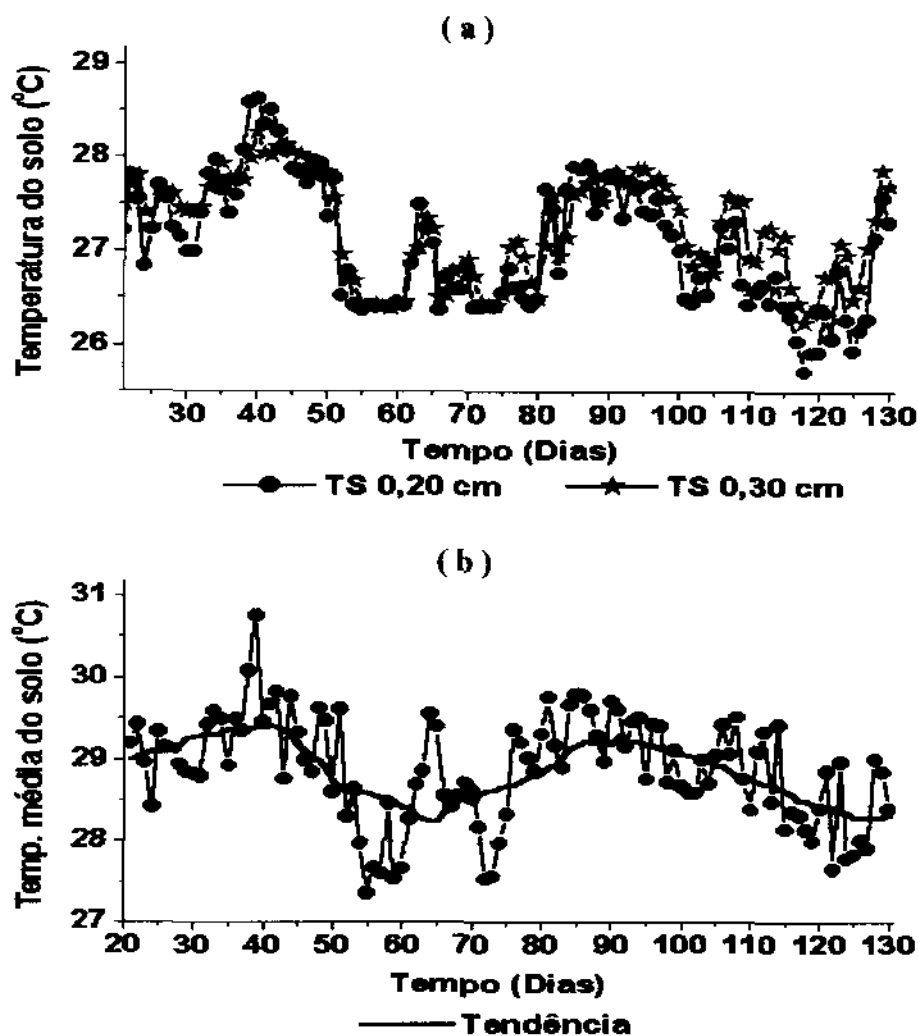 ( a )
Temperatura do solo (°C)
29
28
27
26
30 40 50 60 70 80 90 100 110 120 130
Tempo (Dias)
TS 0,20 cm TS 0,30 cm
( b )
Temp. média do solo (°C)
31
30
29
28
27
20 30 40 50 60 70 80 90 100 110 120 130
Tempo (Dias)
Tendência